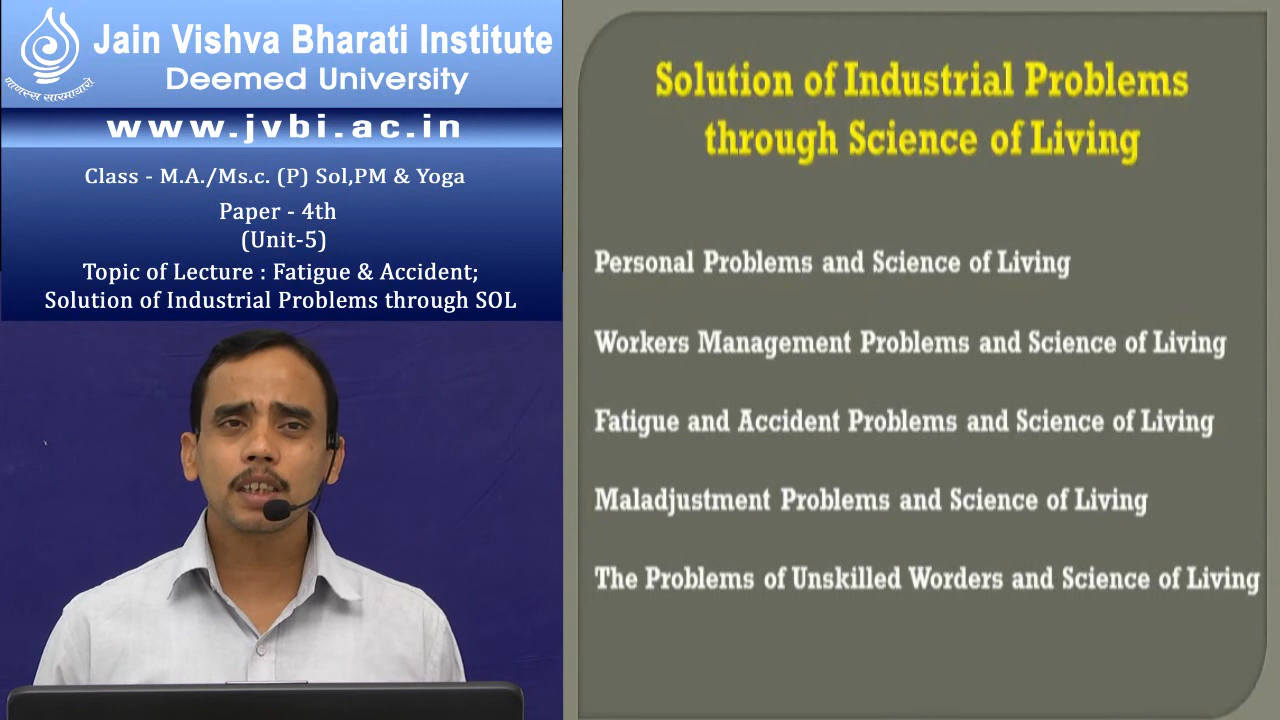 Jain Vishva Bharati Institute
Deemed University
णाणस्स सारमायारो
www.jvbi.ac.in
Class - M.A./Ms.c. (P) Sol,PM & Yoga
Paper - 4th
(Unit-5)
Topic of Lecture : Fatigue & Accident;
Solution of Industrial Problems through SOL
Solution of Industrial Problems
through Science of Living
Personal Problems and Science of Living
Workers Management Problems and Science of Living
Fatigue and Accident Problems and Science of Living
Maladjustment Problems and Science of Living
The Problems of Unskilled Worders and Science of Living